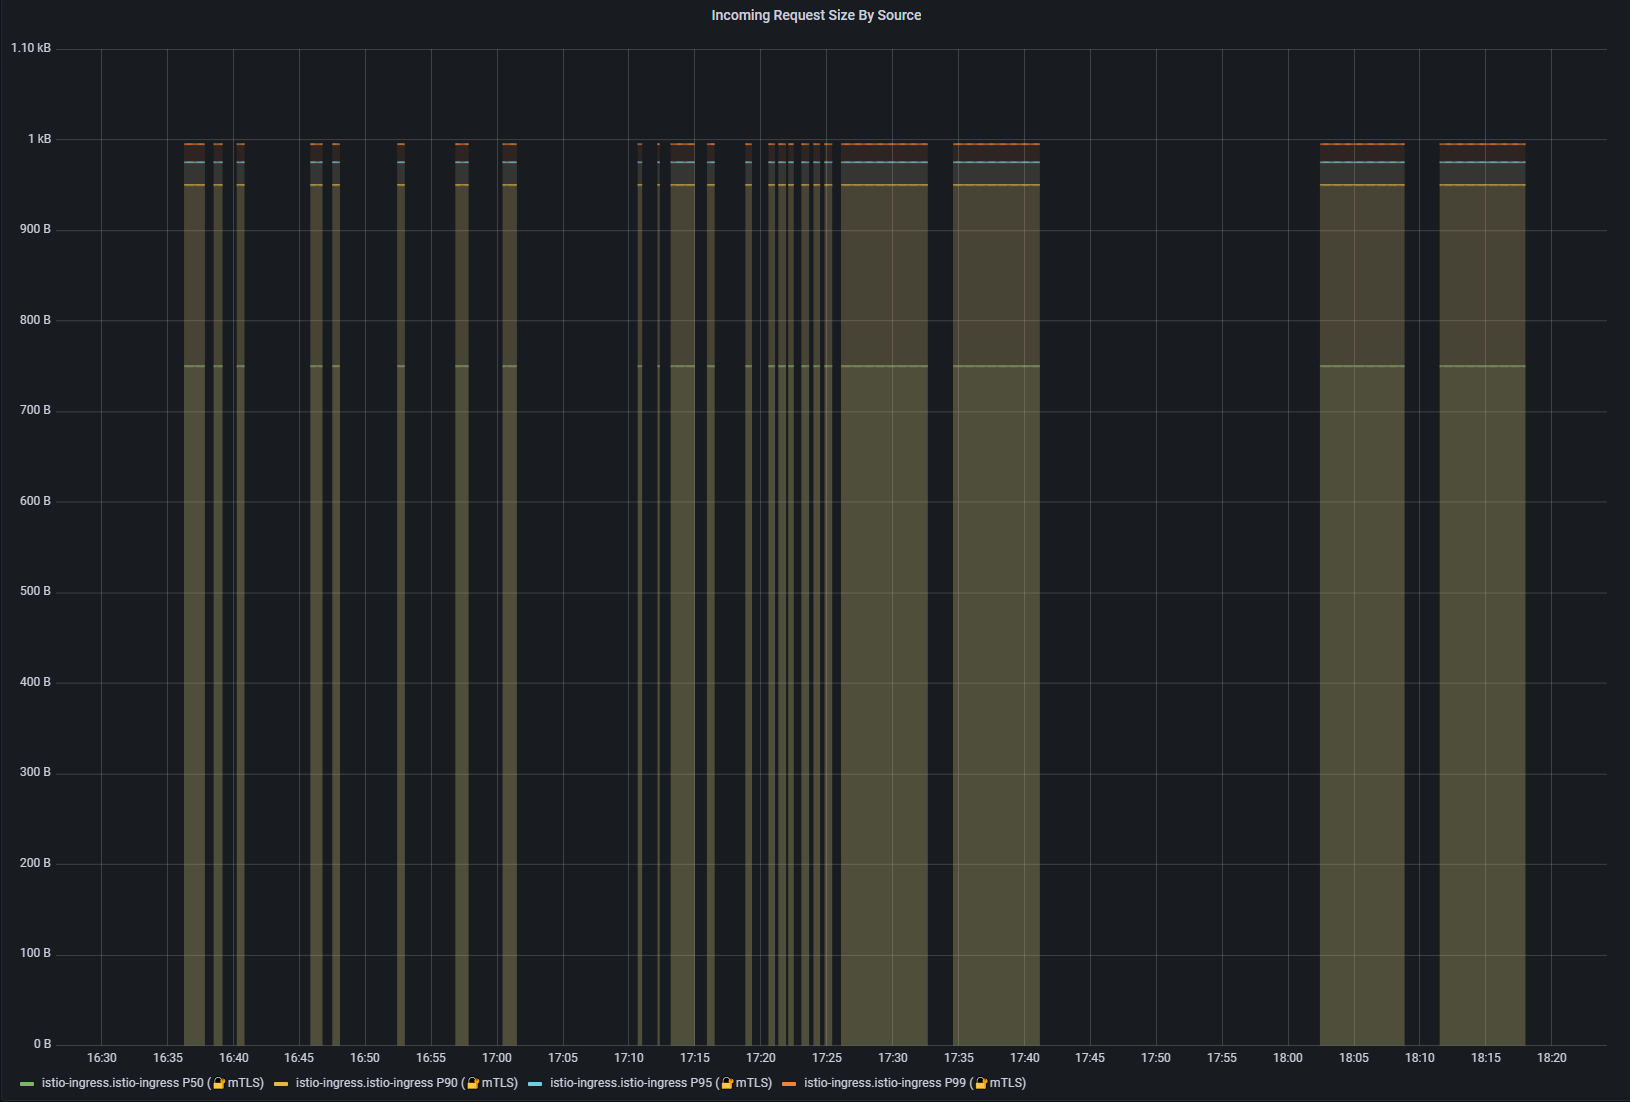 Incoming Request Size By Source
1.10 kB
1 kB
900 B
800 B
700 B
600 B
500 B
400 B
300 B
200 B
100 B
0 B
16:30 16:35 16:40 16:45 16:50 16:55 17:00 17:05 17:10 17:15 17:20 17:25 17:30 17:35 17:40 17:45 17:50 17:55 18:00 18:05 18:10 18:15 18:20
istio-ingress.istio-ingress P50 (🔐mTLS) istio-ingress.istio-ingress P90 (🔐mTLS) istio-ingress.istio-ingress P95 (🔐mTLS) istio-ingress.istio-ingress P99 (🔐mTLS)